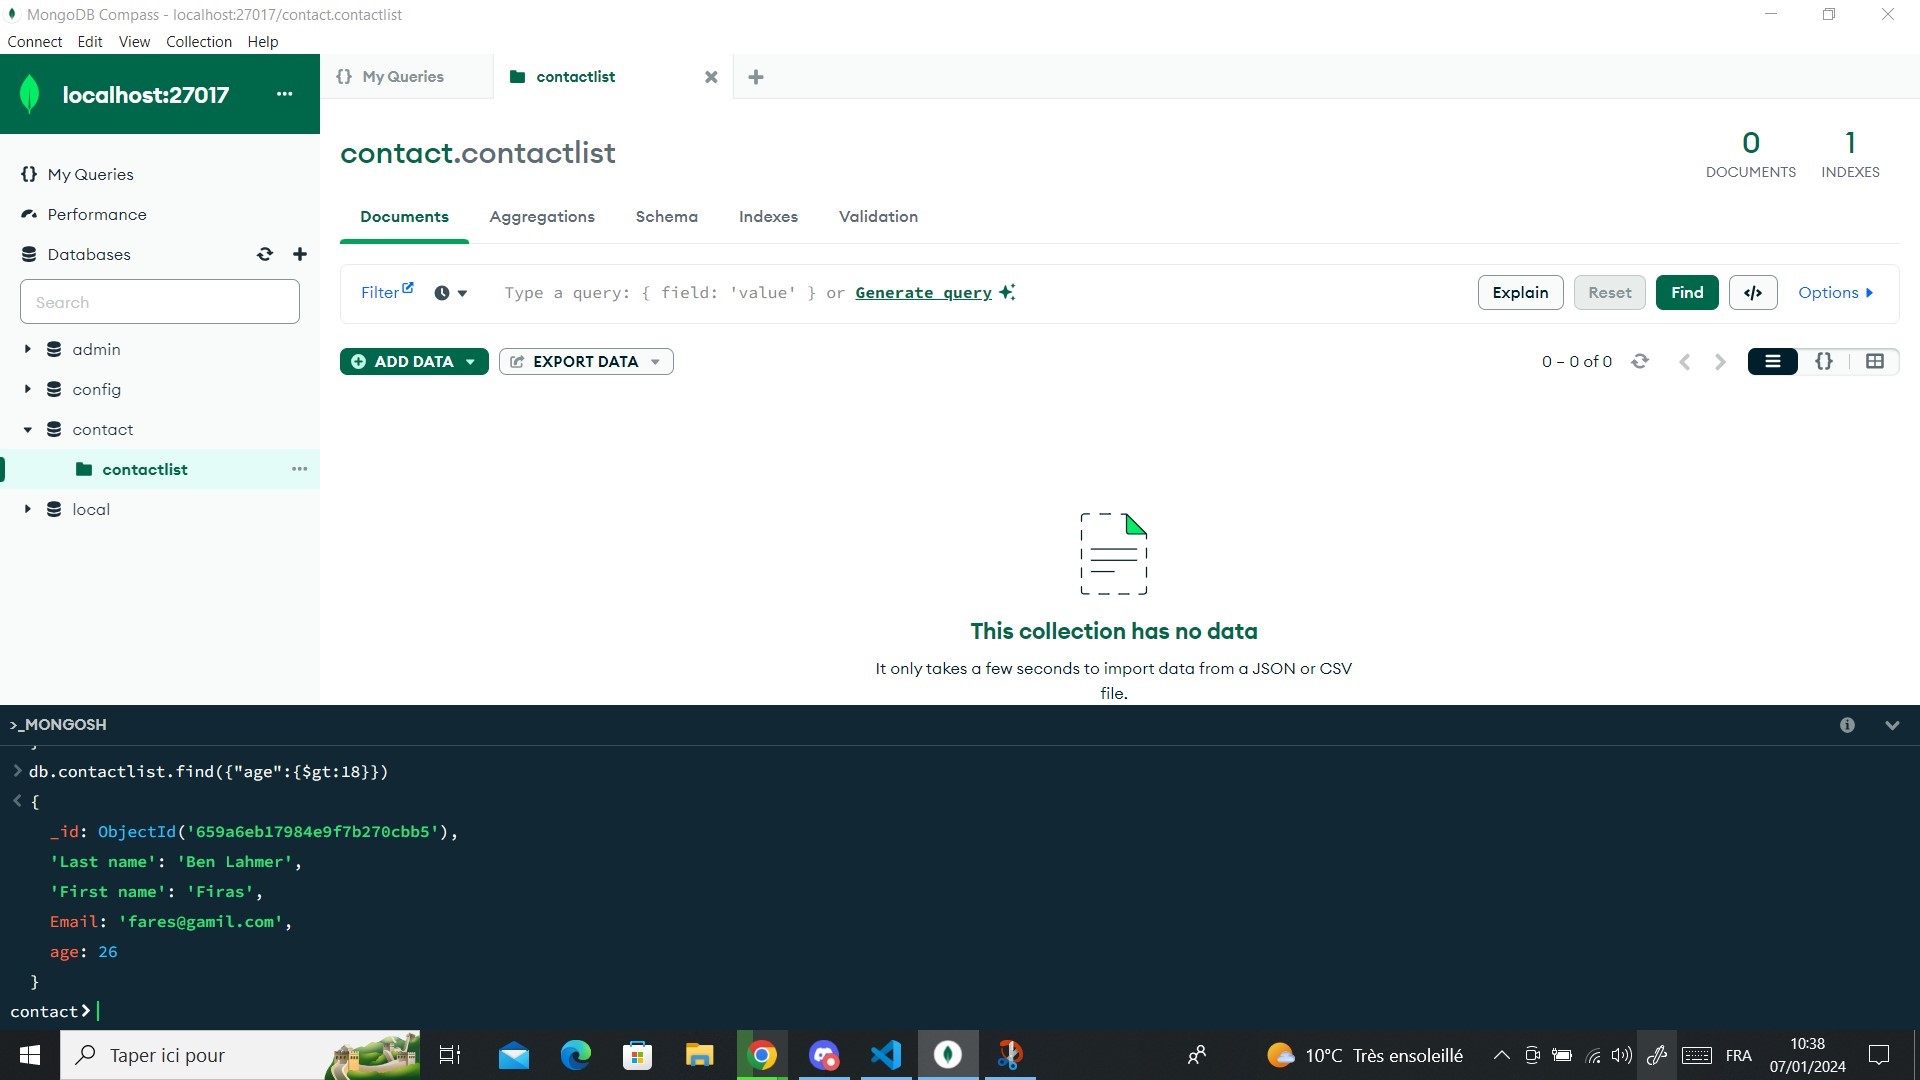 MongoDB Compass - localhost:27017/contact.contactlist
Connect Edit View Collection Help
localhost:27017 ...
{} My Queries
contactlist
My Queries
Performance
Databases
Search
admin
config
contact
contactlist
local
contact.contactlist
0 DOCUMENTS
1 INDEXES
Documents Aggregations Schema Indexes Validation
Filter Type a query: { field: 'value' } or Generate query Explain Reset Find </> Options
ADD DATA EXPORT DATA 0 – 0 of 0 {}
This collection has no data
It only takes a few seconds to import data from a JSON or CSV
file.
>_MONGOSH
> db.contactlist.find({"age":{$gt:18}})
< {
_id: ObjectId('659a6eb17984e9f7b270cbb5'),
'Last name': 'Ben Lahmer',
'First name': 'Firas',
Email: 'fares@gamil.com',
age: 26
}
contact>
Taper ici pour
10°C Très ensoleillé
FRA
10:38
07/01/2024